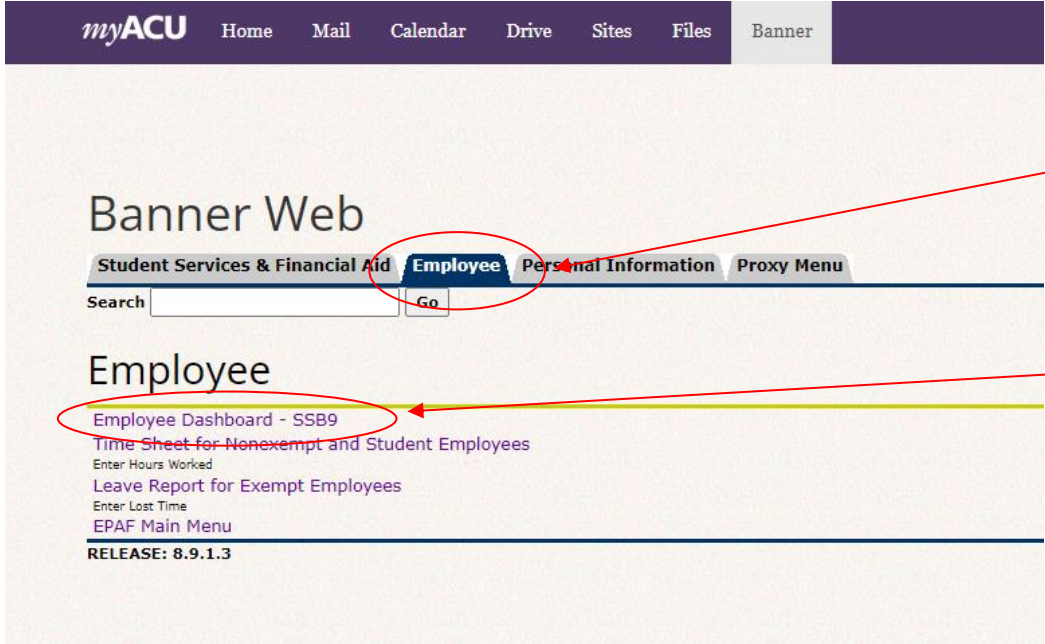 myACU Home Mail Calendar Drive Sites Files Banner
Banner Web
Student Services & Financial Aid Employee Personal Information Proxy Menu
Search Go
Employee
Employee Dashboard - SSB9
Time Sheet for Nonexempt and Student Employees
Enter Hours Worked
Leave Report for Exempt Employees
Enter Lost Time
EPAF Main Menu
RELEASE: 8.9.1.3